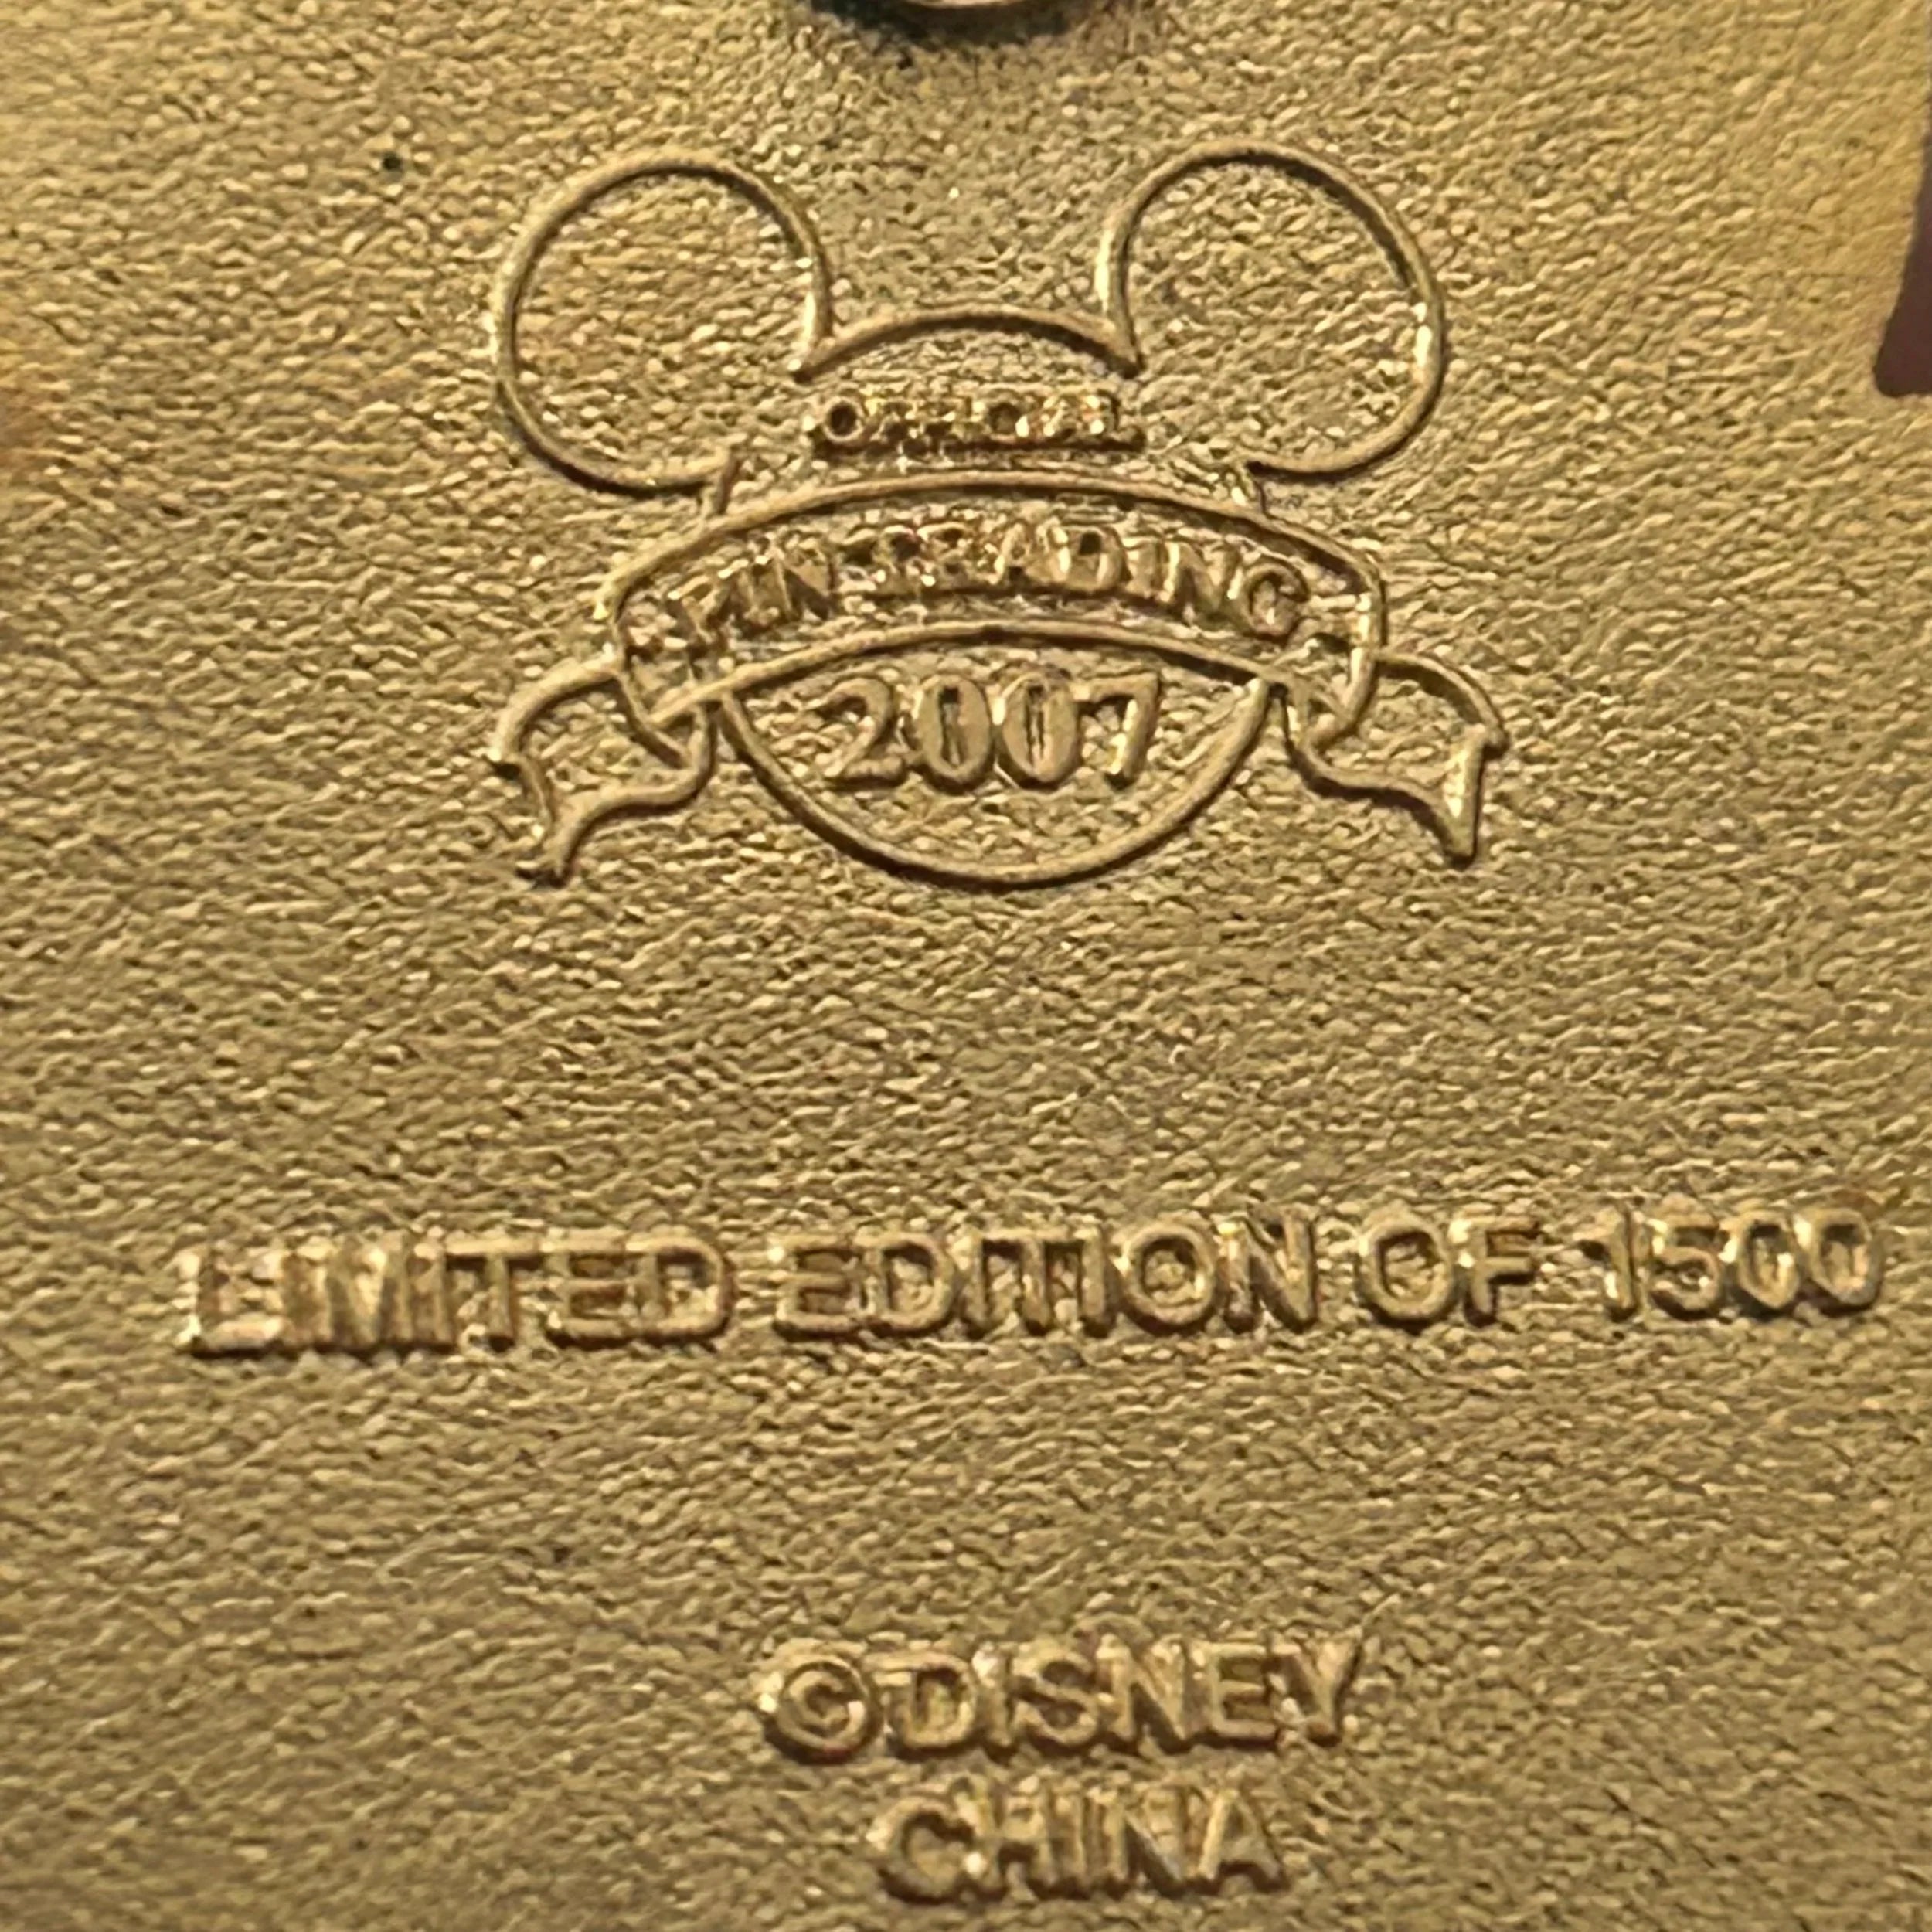 OFFICIAL
PIN TRADING
2007
LIMITED EDITION OF 1500
©DISNEY
CHINA